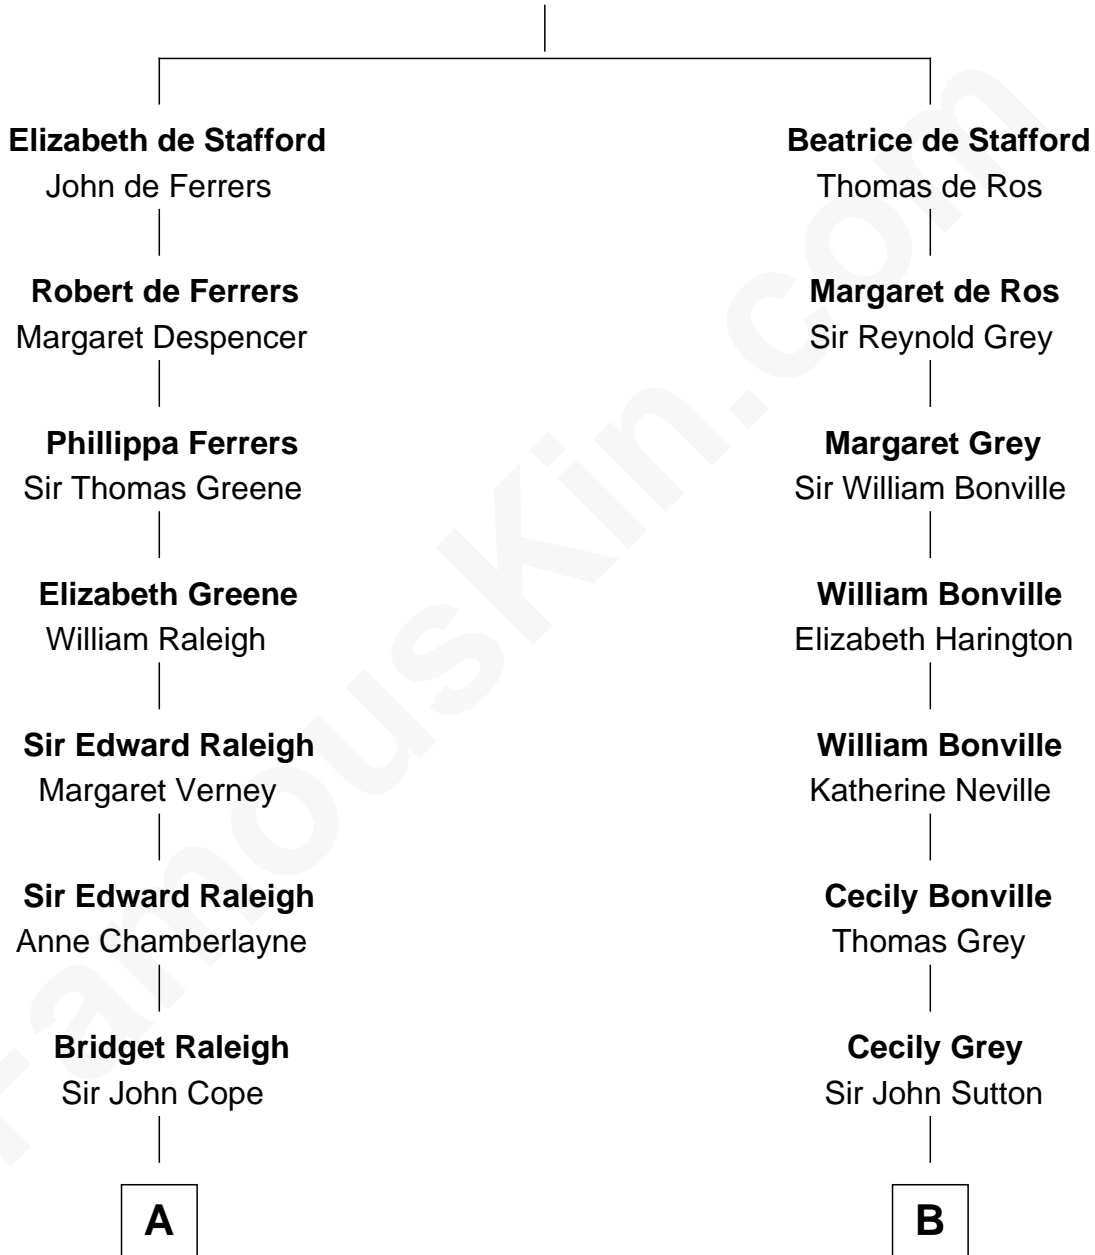 Elizabeth de Stafford
John de Ferrers
Beatrice de Stafford
Thomas de Ros
Robert de Ferrers
Margaret Despencer
Margaret de Ros
Sir Reynold Grey
Phillippa Ferrers
Sir Thomas Greene
Margaret Grey
Sir William Bonville
Elizabeth Greene
William Raleigh
William Bonville
Elizabeth Harington
Sir Edward Raleigh
Margaret Verney
William Bonville
Katherine Neville
Sir Edward Raleigh
Anne Chamberlayne
Cecily Bonville
Thomas Grey
Bridget Raleigh
Sir John Cope
Cecily Grey
Sir John Sutton
A
B
FamousKin.com